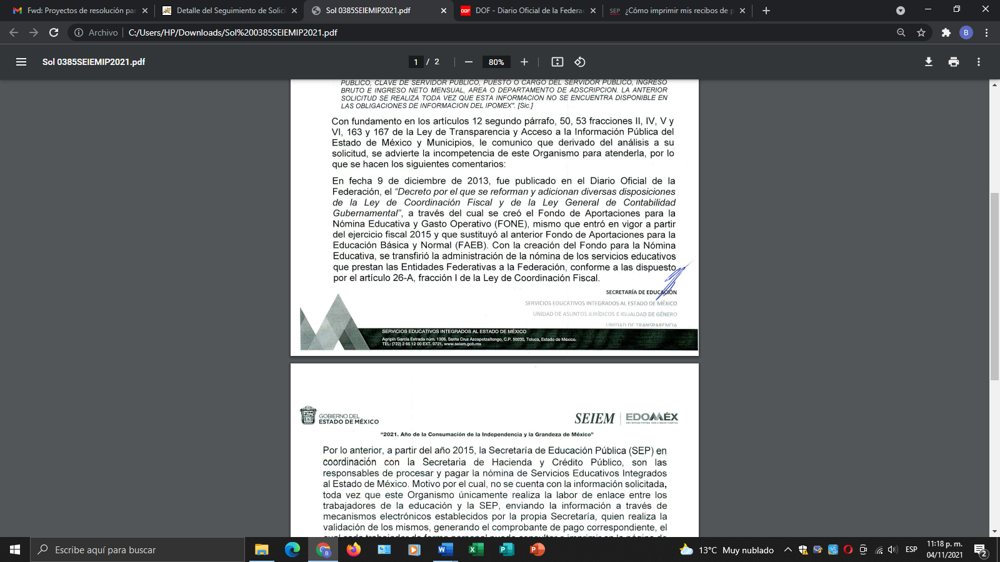 Fwd: Proyectos de resolución par
Detalle del Seguimiento de Solici
Sol 0385SEIEMIP2021.pdf
DOF - Diario Oficial de la Federac
SEP ¿Cómo imprimir mis recibos de p
Archivo C:/Users/HP/Downloads/Sol%200385SEIEMIP2021.pdf
B
Sol 0385SEIEMIP2021.pdf
1 / 2
80%
PUBLICO, CLAVE DE SERVIDOR PUBLICO, PUESTO O CARGO DEL SERVIDOR PUBLICO, INGRESO
BRUTO E INGRESO NETO MENSUAL, AREA O DEPARTAMENTO DE ADSCRIPCION. LA ANTERIOR
SOLICITUD SE REALIZA TODA VEZ QUE ESTA INFORMACION NO SE ENCUENTRA DISPONIBLE EN
LAS OBLIGACIONES DE INFORMACION DEL IPOMEX". [Sic.]
Con fundamento en los artículos 12 segundo párrafo, 50, 53 fracciones II, IV, V y
VI, 163 y 167 de la Ley de Transparencia y Acceso a la Información Pública del
Estado de México y Municipios, le comunico que derivado del análisis a su
solicitud, se advierte la incompetencia de este Organismo para atenderla, por lo
que se hacen los siguientes comentarios:
En fecha 9 de diciembre de 2013, fue publicado en el Diario Oficial de la
Federación, el “Decreto por el que se reforman y adicionan diversas disposiciones
de la Ley de Coordinación Fiscal y de la Ley General de Contabilidad
Gubernamental”, a través del cual se creó el Fondo de Aportaciones para la
Nómina Educativa y Gasto Operativo (FONE), mismo que entró en vigor a partir
del ejercicio fiscal 2015 y que sustituyó al anterior Fondo de Aportaciones para la
Educación Básica y Normal (FAEB). Con la creación del Fondo para la Nómina
Educativa, se transfirió la administración de la nómina de los servicios educativos
que prestan las Entidades Federativas a la Federación, conforme a las dispuesto
por el artículo 26-A, fracción I de la Ley de Coordinación Fiscal.
SECRETARÍA DE EDUCACIÓN
SERVICIOS EDUCATIVOS INTEGRADOS AL ESTADO DE MÉXICO
UNIDAD DE ASUNTOS JURÍDICOS E IGUALDAD DE GÉNERO
UNIDAD DE TRANSPARENCIA
SERVICIOS EDUCATIVOS INTEGRADOS AL ESTADO DE MÉXICO
Agripín García Estrada núm. 1306, Santa Cruz Azcapotzaltongo, C.P. 50030, Toluca, Estado de México.
TEL: (722) 2 65 12 00 EXT. 0721, www.seiem.gob.mx
GOBIERNO DEL
ESTADO DE MÉXICO
SEIEM EDOMÉX
DECISIONES FIRMES, RESULTADOS FUERTES.
“2021. Año de la Consumación de la Independencia y la Grandeza de México”
Por lo anterior, a partir del año 2015, la Secretaría de Educación Pública (SEP) en
coordinación con la Secretaria de Hacienda y Crédito Público, son las
responsables de procesar y pagar la nómina de Servicios Educativos Integrados
al Estado de México. Motivo por el cual, no se cuenta con la información solicitada,
toda vez que este Organismo únicamente realiza la labor de enlace entre los
trabajadores de la educación y la SEP, enviando la información a través de
mecanismos electrónicos establecidos por la propia Secretaría, quien realiza la
validación de los mismos, generando el comprobante de pago correspondiente, el
cual cada trabajador de forma personal puede consultar e imprimir en la página de
Escribe aquí para buscar
13°C Muy nublado
ESP
11:18 p. m.
04/11/2021
2